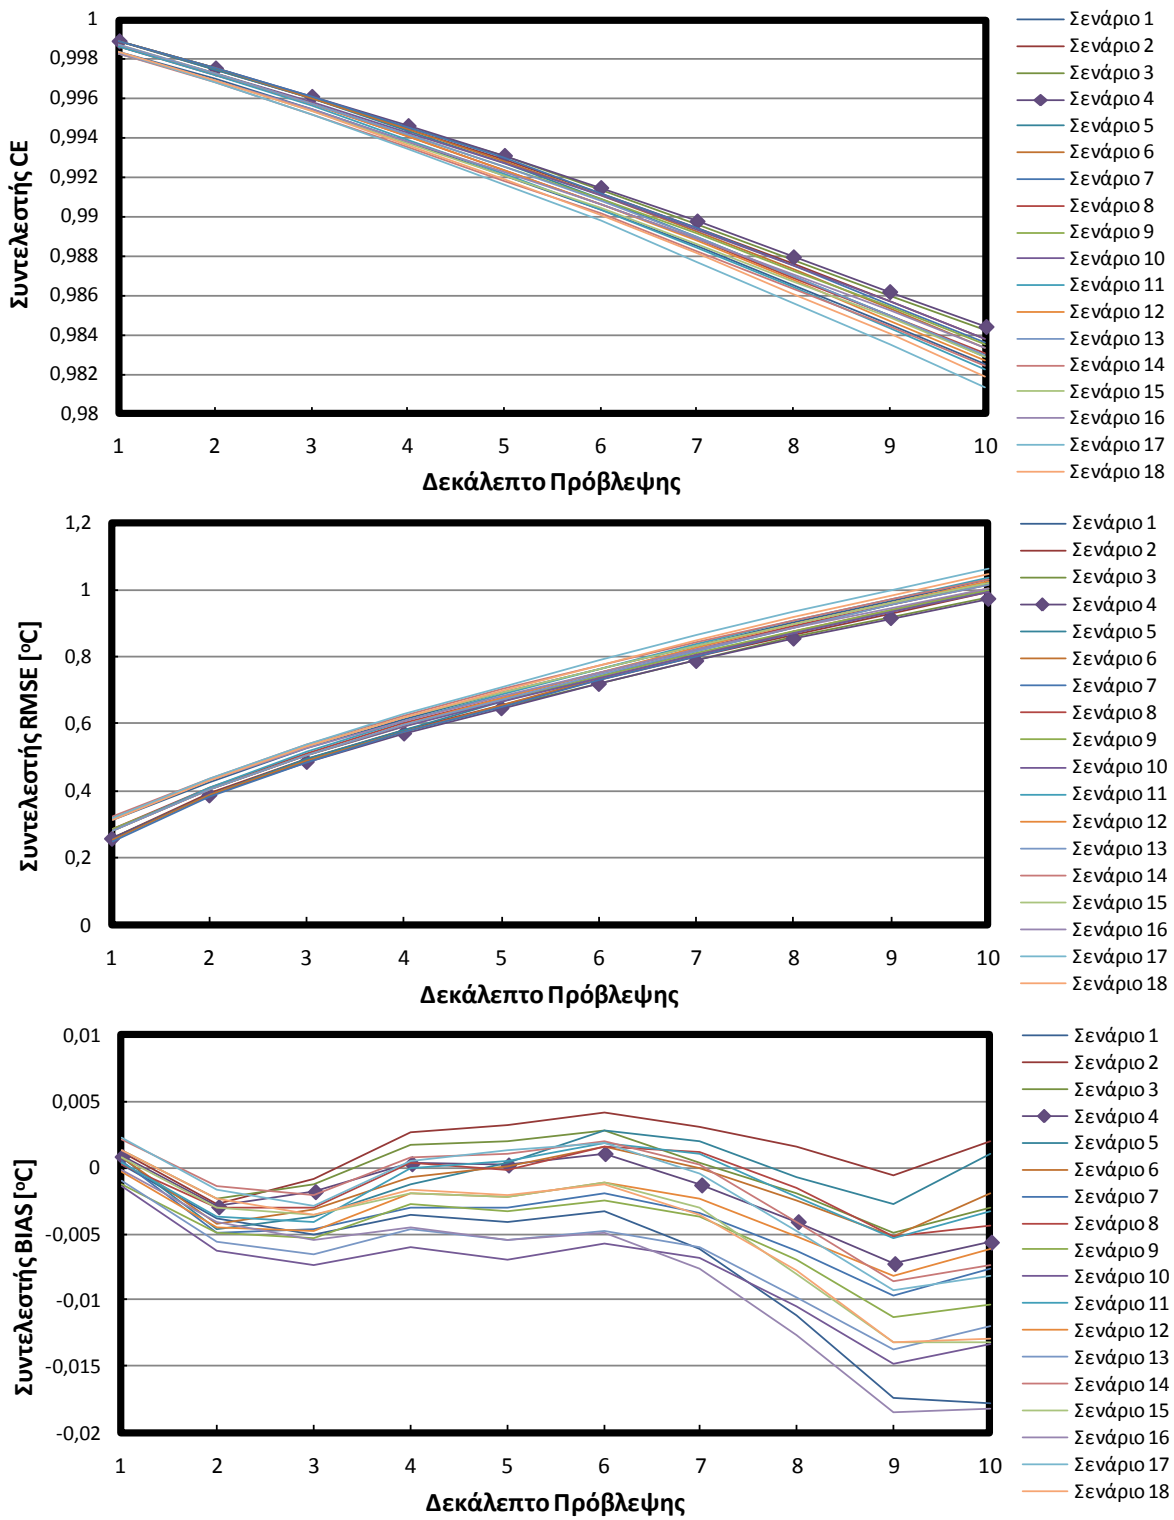 Συντελεστής CE
1
0,998
0,996
0,994
0,992
0,99
0,988
0,986
0,984
0,982
0,98
1 2 3 4 5 6 7 8 9 10
Δεκάλεπτο Πρόβλεψης
Σενάριο 1
Σενάριο 2
Σενάριο 3
Σενάριο 4
Σενάριο 5
Σενάριο 6
Σενάριο 7
Σενάριο 8
Σενάριο 9
Σενάριο 10
Σενάριο 11
Σενάριο 12
Σενάριο 13
Σενάριο 14
Σενάριο 15
Σενάριο 16
Σενάριο 17
Σενάριο 18
Συντελεστής RMSE [οC]
1,2
1
0,8
0,6
0,4
0,2
0
1 2 3 4 5 6 7 8 9 10
Δεκάλεπτο Πρόβλεψης
Σενάριο 1
Σενάριο 2
Σενάριο 3
Σενάριο 4
Σενάριο 5
Σενάριο 6
Σενάριο 7
Σενάριο 8
Σενάριο 9
Σενάριο 10
Σενάριο 11
Σενάριο 12
Σενάριο 13
Σενάριο 14
Σενάριο 15
Σενάριο 16
Σενάριο 17
Σενάριο 18
Συντελεστής BIAS [οC]
0,01
0,005
0
-0,005
-0,01
-0,015
-0,02
1 2 3 4 5 6 7 8 9 10
Δεκάλεπτο Πρόβλεψης
Σενάριο 1
Σενάριο 2
Σενάριο 3
Σενάριο 4
Σενάριο 5
Σενάριο 6
Σενάριο 7
Σενάριο 8
Σενάριο 9
Σενάριο 10
Σενάριο 11
Σενάριο 12
Σενάριο 13
Σενάριο 14
Σενάριο 15
Σενάριο 16
Σενάριο 17
Σενάριο 18